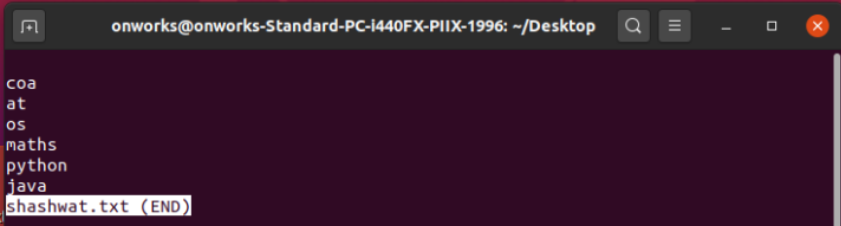 onworks@onworks-Standard-PC-i440FX-PIIX-1996: ~/Desktop
coa
at
os
maths
python
java
shashwat.txt (END)